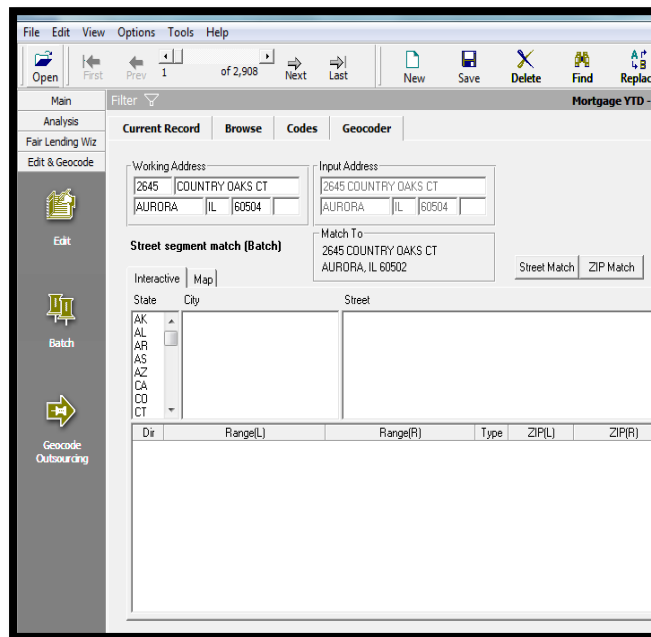 File Edit View Options Tools Help
Open First Prev 1 of 2,908 Next Last New Save Delete Find Replac
Main Filter Mortgage YTD -
Analysis
Current Record Browse Codes Geocoder
Fair Lending Wiz
Edit & Geocode
Working Address Input Address
2645 COUNTRY OAKS CT 2645 COUNTRY OAKS CT
AURORA IL 60504 AURORA IL 60504
Match To
Edit Street segment match (Batch) 2645 COUNTRY OAKS CT
AURORA, IL 60502 Street Match ZIP Match
Interactive Map
State City Street
AK
AL
Batch AR
AS
AZ
CA
CO
CT
Dir Range(L) Range(R) Type ZIP(L) ZIP(R)
Geocode
Outsourcing